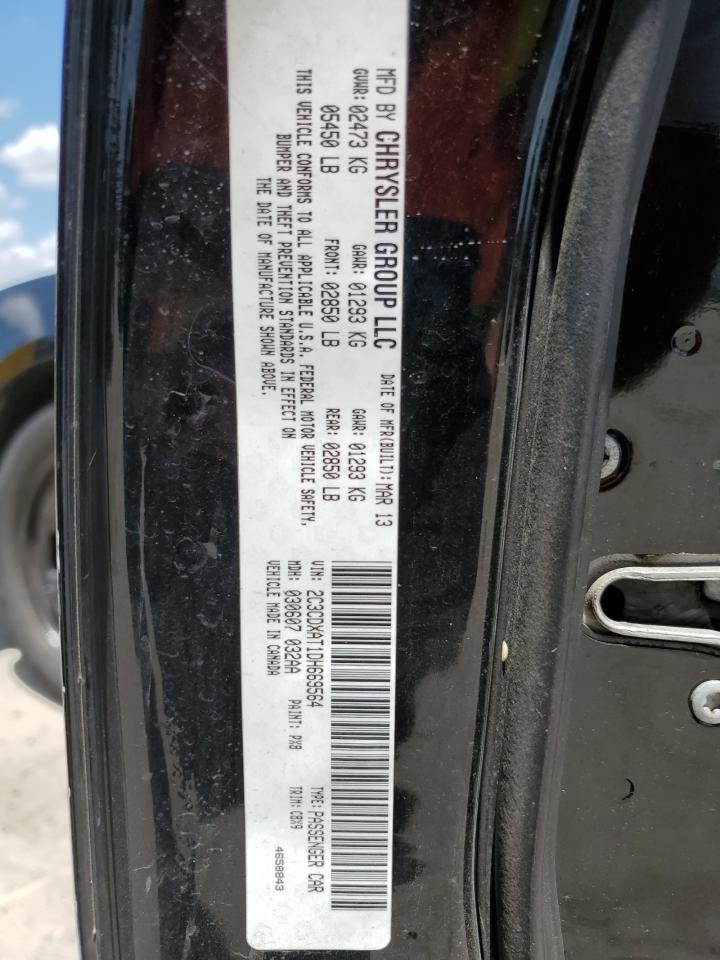 MFD BY CHRYSLER GROUP LLC DATE OF MFR(BUILT): MAR 13
GVWR: 02473 KG GAWR: 01293 KG GAWR: 01293 KG
05450 LB FRONT: 02850 LB REAR: 02850 LB
THIS VEHICLE CONFORMS TO ALL APPLICABLE U.S.A. FEDERAL MOTOR VEHICLE SAFETY,
BUMPER AND THEFT PREVENTION STANDARDS IN EFFECT ON
THE DATE OF MANUFACTURE SHOWN ABOVE.
VIN: 2C3CDXAT1DH669564 TYPE: PASSENGER CAR
MDH: 030607 032AA PAINT: PX8 TRIM: C8X9
VEHICLE MADE IN CANADA 4658843